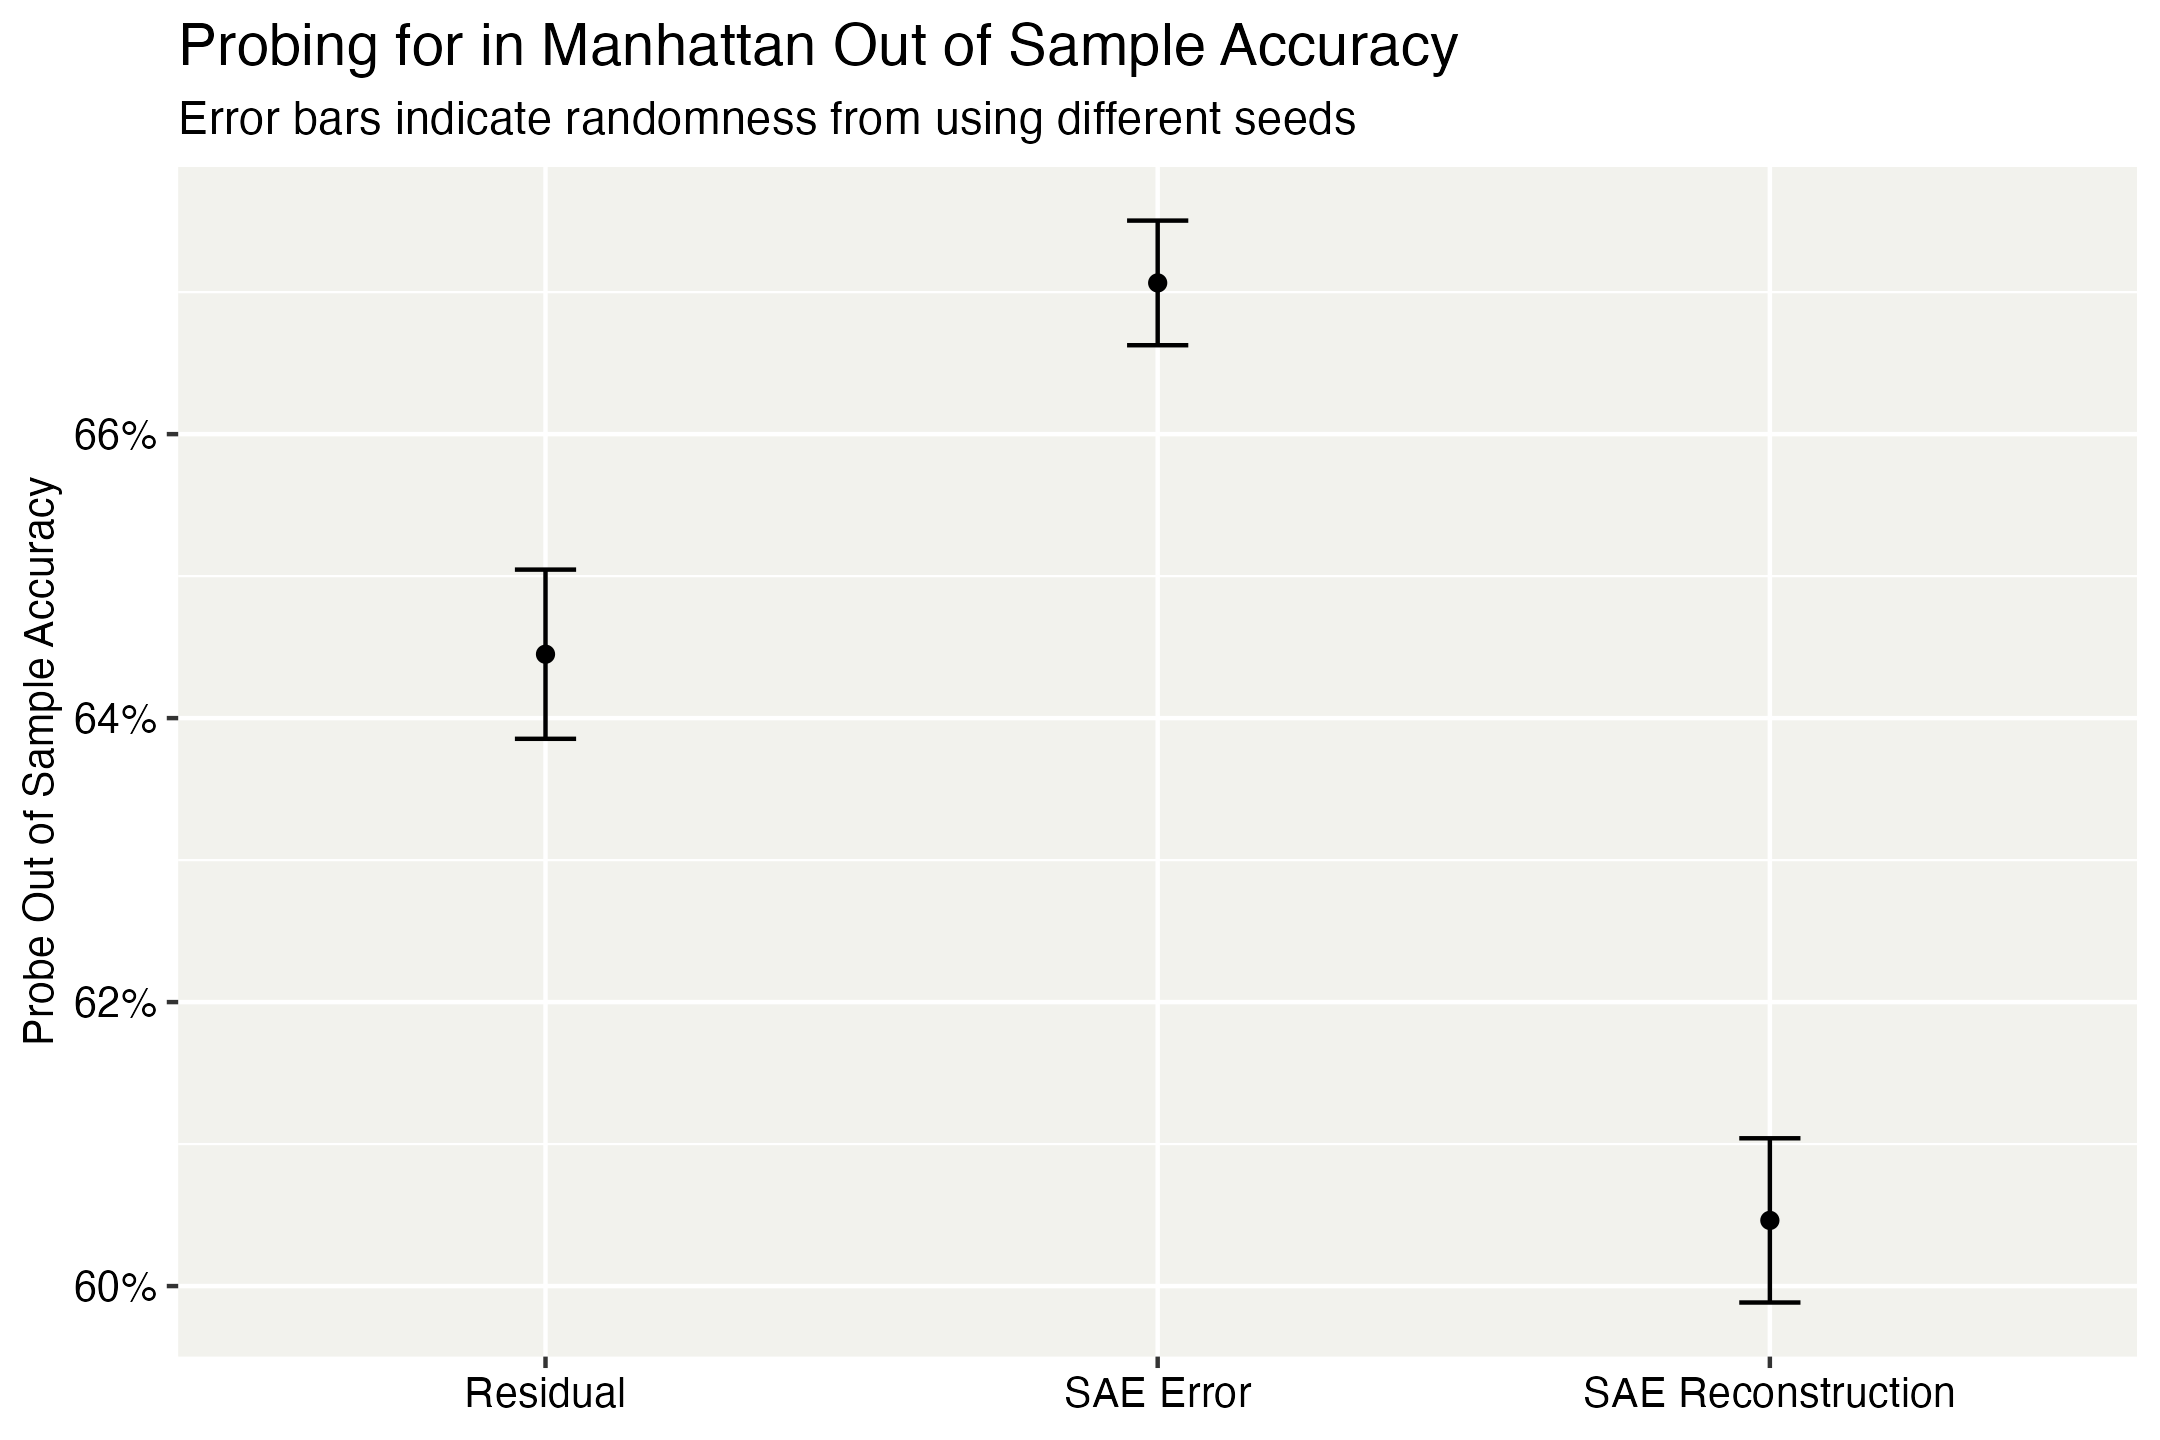 Probing for in Manhattan Out of Sample Accuracy
Error bars indicate randomness from using different seeds
Probe Out of Sample Accuracy
66%
64%
62%
60%
Residual
SAE Error
SAE Reconstruction